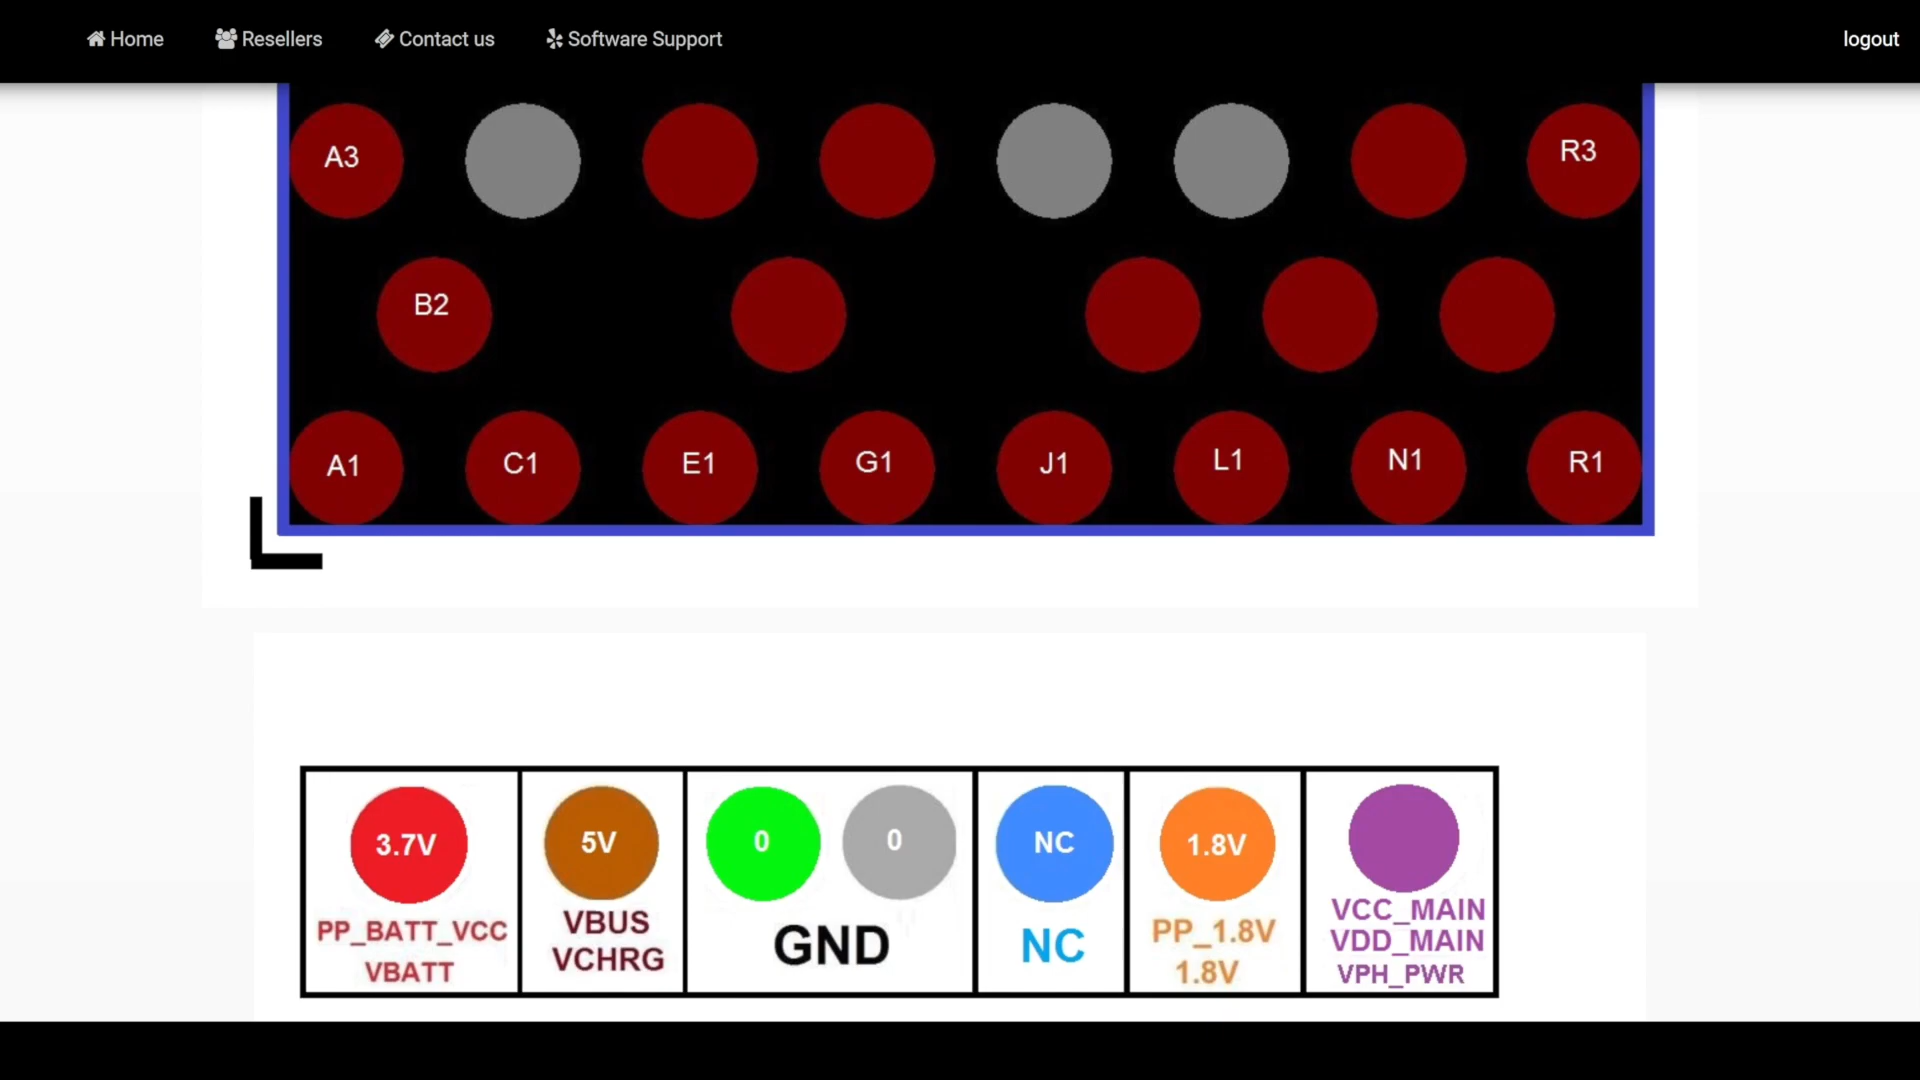 Home Resellers Contact us Software Support logout
A3 R3
B2
A1 C1 E1 G1 J1 L1 N1 R1
3.7V 5V 0 0 NC 1.8V
PP_BATT_VCC
VBATT
VBUS
VCHRG
GND
NC
PP_1.8V
1.8V
VCC_MAIN
VDD_MAIN
VPH_PWR